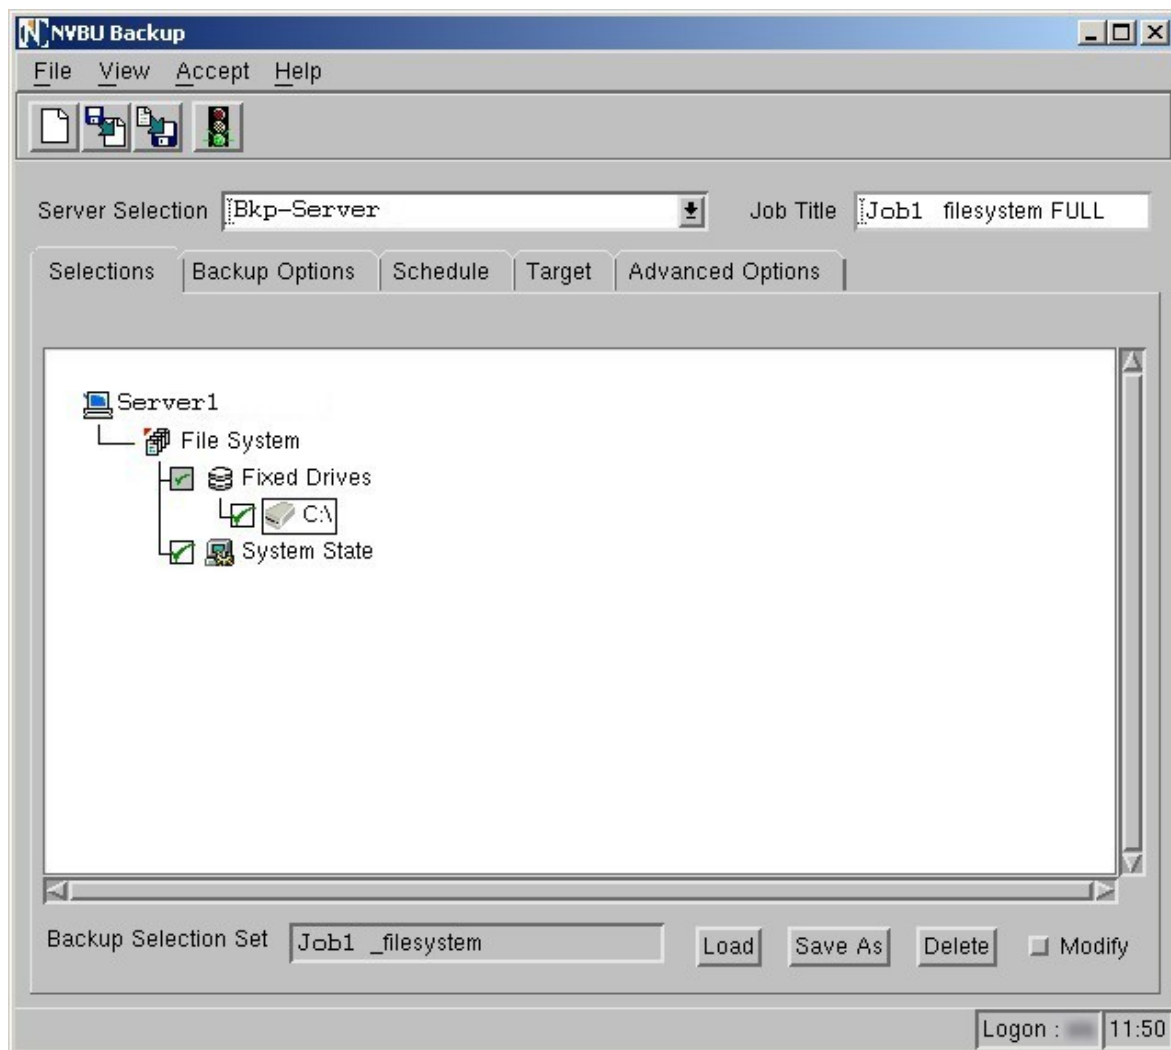 NVBU Backup
File View Accept Help
Server Selection Bkp-Server Job Title Job1 filesystem FULL
Selections Backup Options Schedule Target Advanced Options
Server1
File System
Fixed Drives
C:\
System State
Backup Selection Set Job1 _filesystem Load Save As Delete Modify
Logon : 11:50